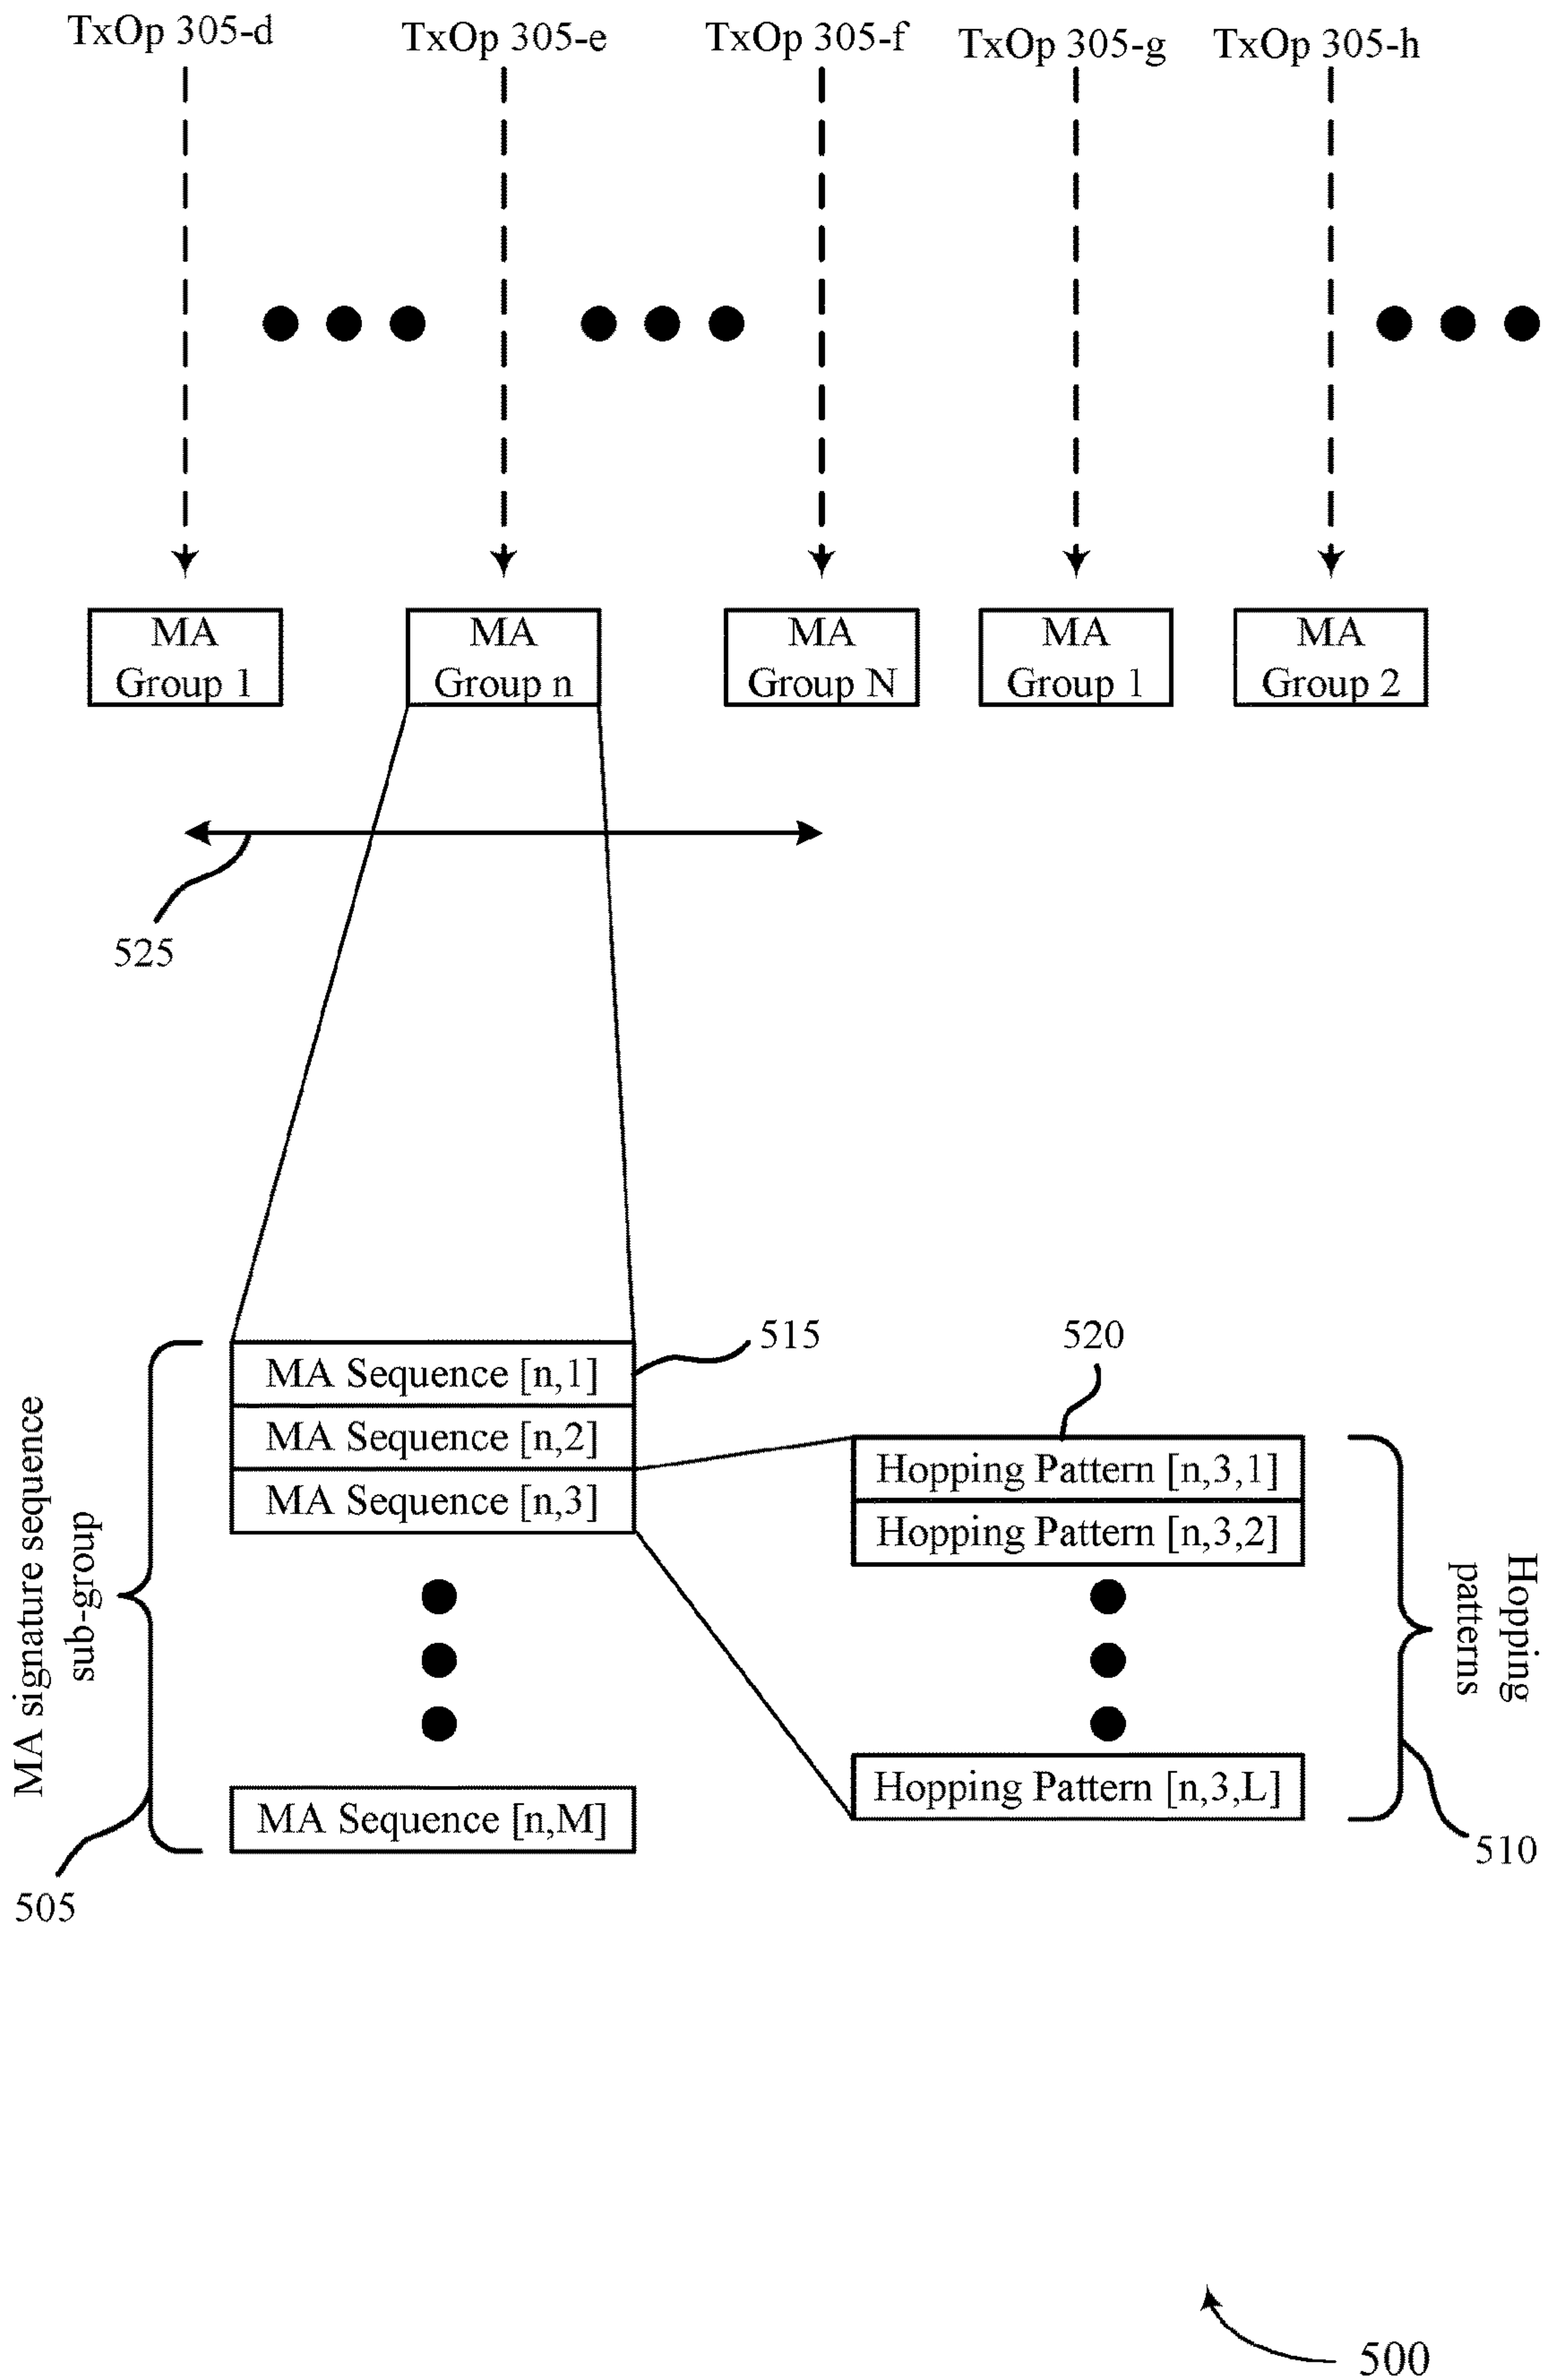 TxOp 305-d
TxOp 305-e
TxOp 305-f
TxOp 305-g
TxOp 305-h
MA
Group 1
MA
Group n
MA
Group N
MA
Group 1
MA
Group 2
525
515
520
MA Sequence [n,1]
MA Sequence [n,2]
MA Sequence [n,3]
MA Sequence [n,M]
MA signature sequence
sub-group
505
Hopping Pattern [n,3,1]
Hopping Pattern [n,3,2]
Hopping Pattern [n,3,L]
Hopping
patterns
510
500